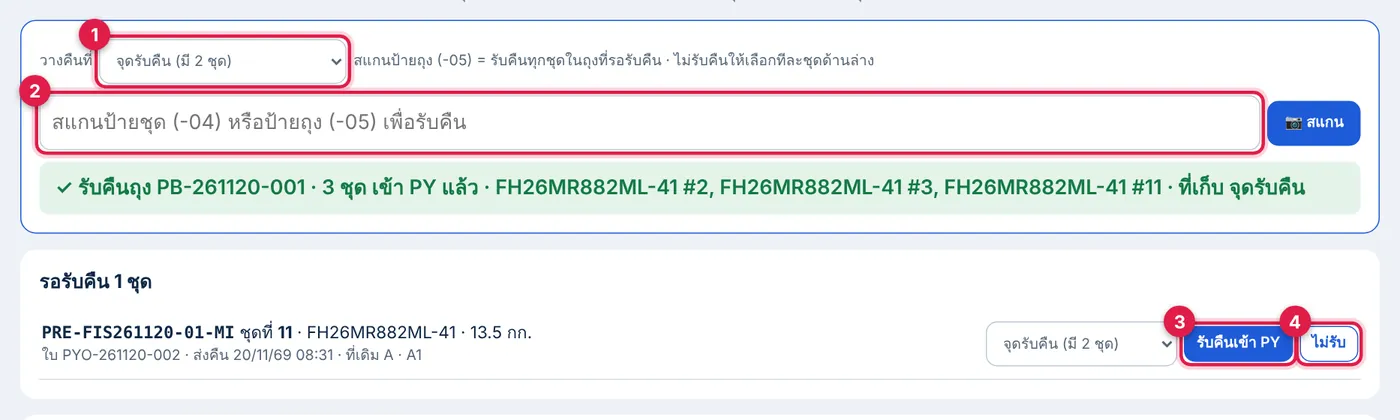 1
วางคืนที่ จุดรับคืน (มี 2 ชุด) สแกนป้ายถุง (-05) = รับคืนทุกชุดในถุงที่รอรับคืน · ไม่รับคืนให้เลือกทีละชุดด้านล่าง
2
สแกนป้ายชุด (-04) หรือป้ายถุง (-05) เพื่อรับคืน 📷 สแกน
✓ รับคืนถุง PB-261120-001 · 3 ชุด เข้า PY แล้ว · FH26MR882ML-41 #2, FH26MR882ML-41 #3, FH26MR882ML-41 #11 · ที่เก็บ จุดรับคืน
รอรับคืน 1 ชุด
3 4
PRE-FIS261120-01-MI ชุดที่ 11 · FH26MR882ML-41 · 13.5 กก. จุดรับคืน (มี 2 ชุด) รับคืนเข้า PY ไม่รับ
ใบ PYO-261120-002 · ส่งคืน 20/11/69 08:31 · ที่เดิม A · A1